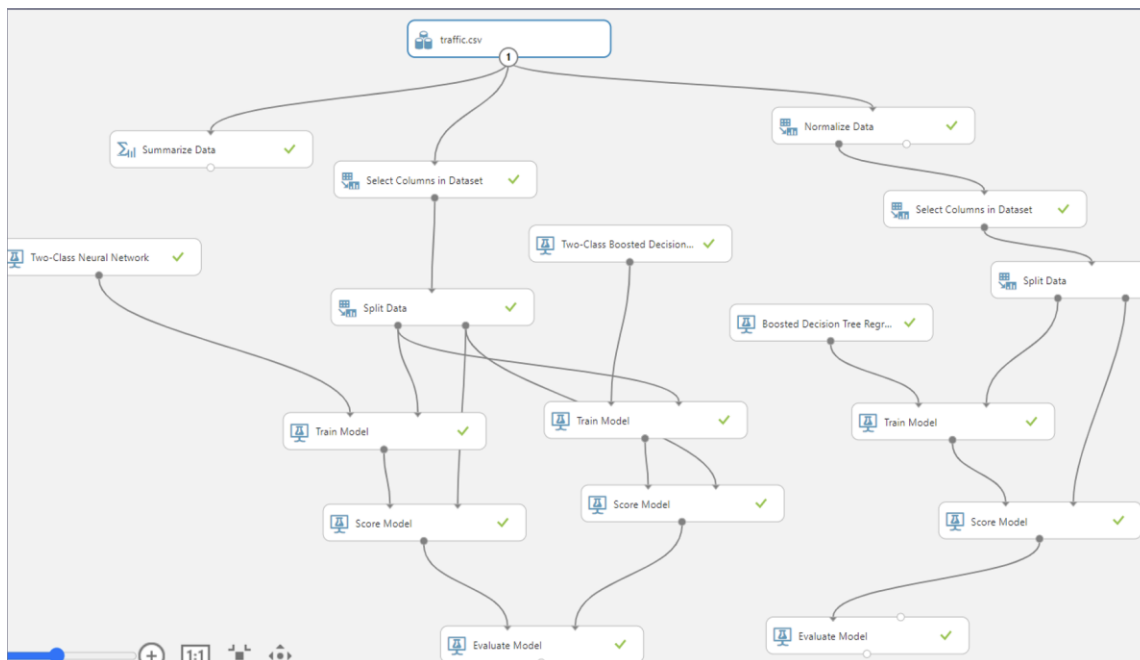 traffic.csv
1
Normalize Data
Summarize Data
Select Columns in Dataset
Select Columns in Dataset
Two-Class Neural Network
Two-Class Boosted Decision...
Split Data
Split Data
Boosted Decision Tree Regr...
Train Model
Train Model
Train Model
Score Model
Score Model
Score Model
Evaluate Model
Evaluate Model
1:1